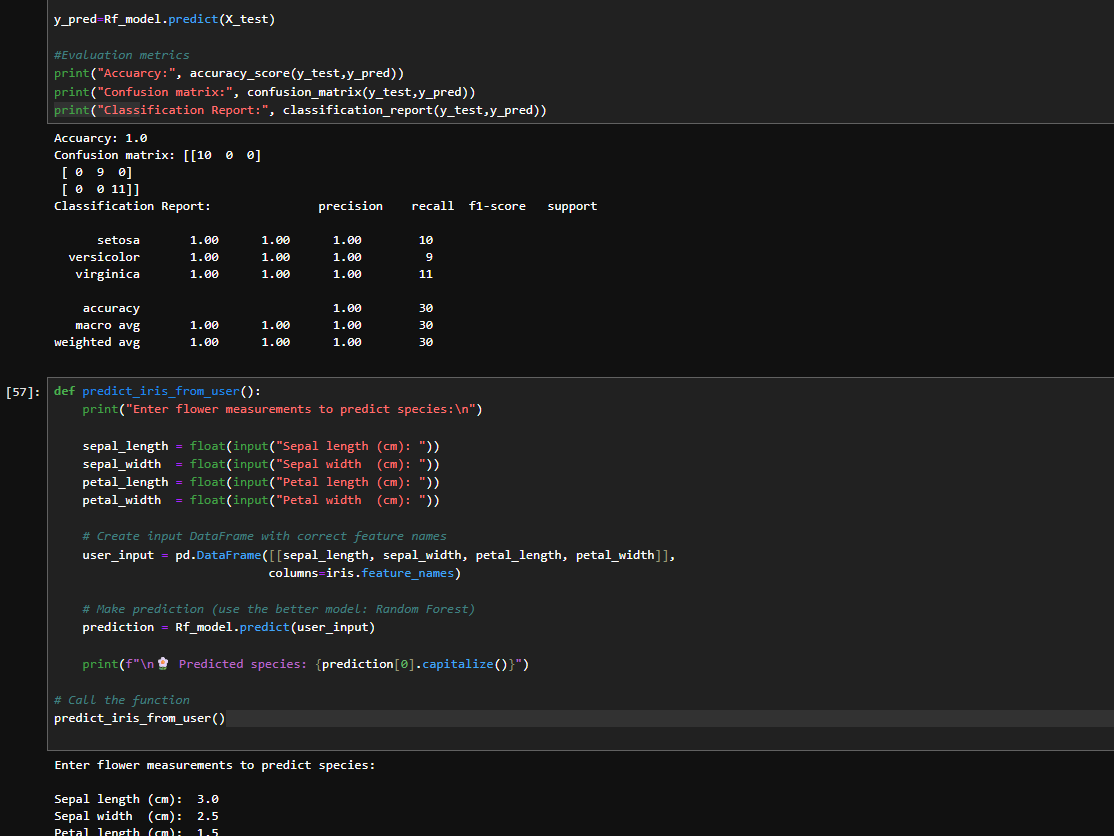 y_pred=Rf_model.predict(X_test)
#Evaluation metrics
print("Accuarcy:", accuracy_score(y_test,y_pred))
print("Confusion matrix:", confusion_matrix(y_test,y_pred))
print("Classification Report:", classification_report(y_test,y_pred))
Accuarcy: 1.0
Confusion matrix: [[10  0  0]
 [ 0  9  0]
 [ 0  0 11]]
Classification Report:               precision    recall  f1-score   support
      setosa       1.00      1.00      1.00        10
  versicolor       1.00      1.00      1.00         9
   virginica       1.00      1.00      1.00        11
    accuracy                           1.00        30
   macro avg       1.00      1.00      1.00        30
weighted avg       1.00      1.00      1.00        30
[57]: def predict_iris_from_user():
    print("Enter flower measurements to predict species:\n")
    sepal_length = float(input("Sepal length (cm): "))
    sepal_width  = float(input("Sepal width  (cm): "))
    petal_length = float(input("Petal length (cm): "))
    petal_width  = float(input("Petal width  (cm): "))
    # Create input DataFrame with correct feature names
    user_input = pd.DataFrame([[sepal_length, sepal_width, petal_length, petal_width]],
                              columns=iris.feature_names)
    # Make prediction (use the better model: Random Forest)
    prediction = Rf_model.predict(user_input)
    print(f"\n🌸 Predicted species: {prediction[0].capitalize()}")
# Call the function
predict_iris_from_user()
Enter flower measurements to predict species:
Sepal length (cm):  3.0
Sepal width  (cm):  2.5
Petal length (cm):  1.5